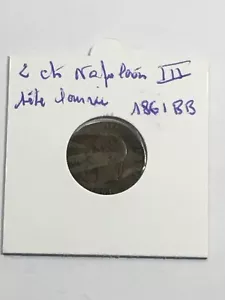 2 cts Napoléon III
tête laurée 1861 BB